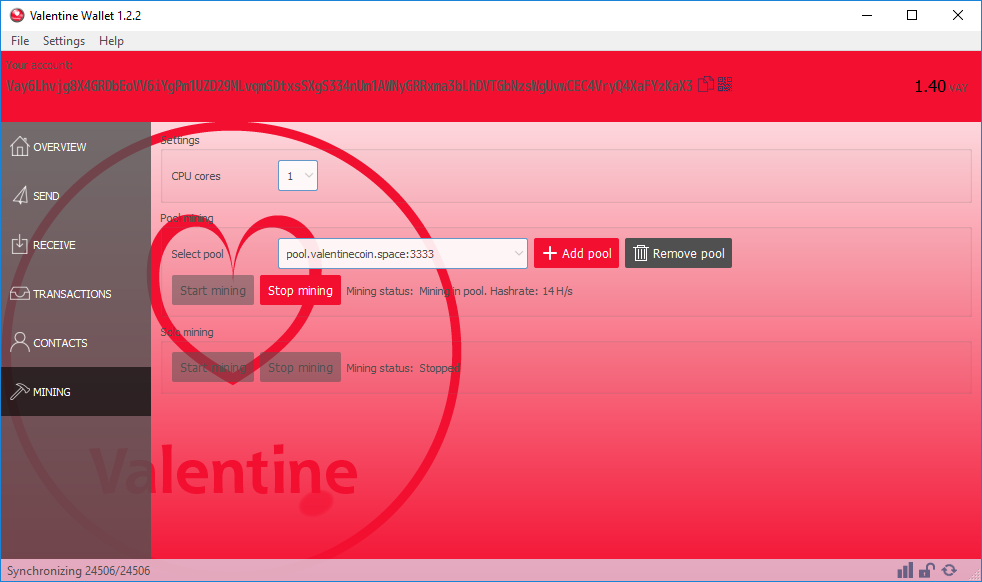 Valentine Wallet 1.2.2
File Settings Help
Your account:
1.40 VAY
OVERVIEW
SEND
RECEIVE
TRANSACTIONS
CONTACTS
MINING
Settings
CPU cores 1
Pool mining
Select pool pool.valentinecoin.space:3333 Add pool Remove pool
Start mining Stop mining Mining status: Mining in pool. Hashrate: 14 H/s
Solo mining
Start mining Stop mining Mining status: Stopped
Valentine
Synchronizing 24506/24506